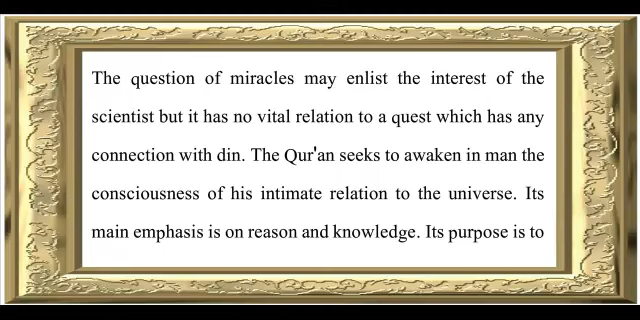 The question of miracles may enlist the interest of the
scientist but it has no vital relation to a quest which has any
connection with din. The Qur'an seeks to awaken in man the
consciousness of his intimate relation to the universe. Its
main emphasis is on reason and knowledge. Its purpose is to